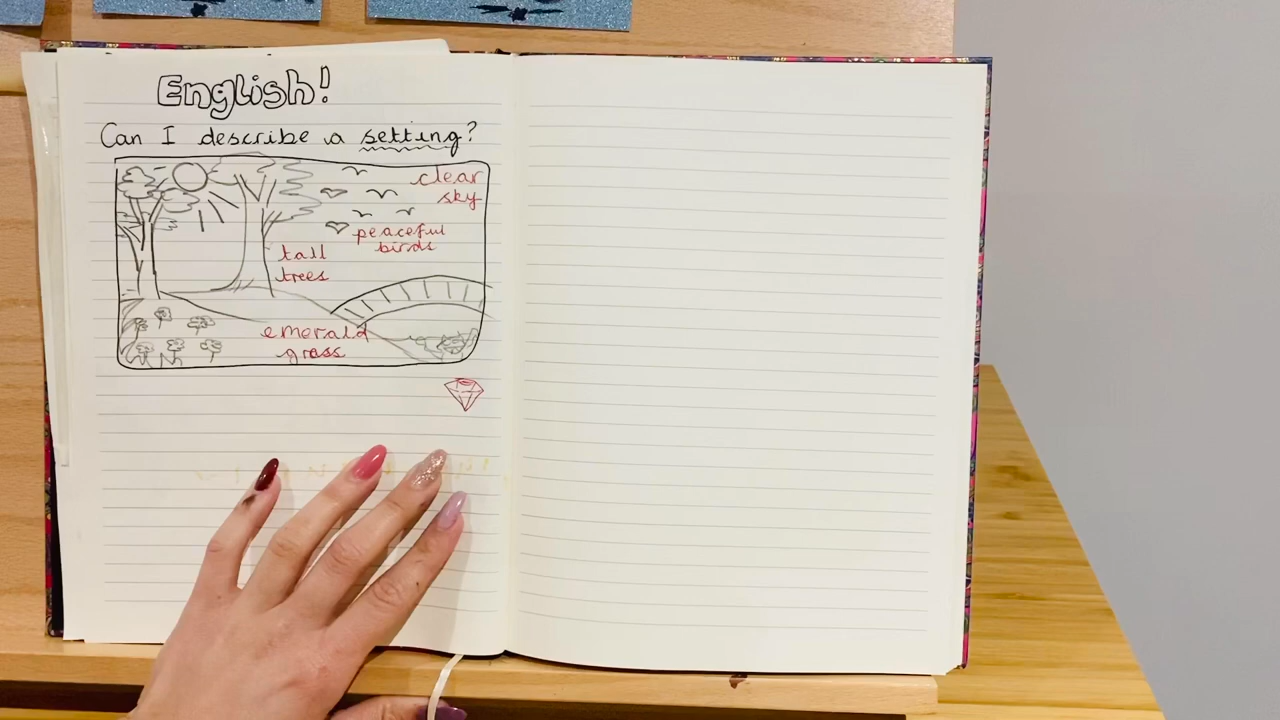 English!
Can I describe a setting?
clear
sky
peaceful
birds
tall
trees
emerald
grass